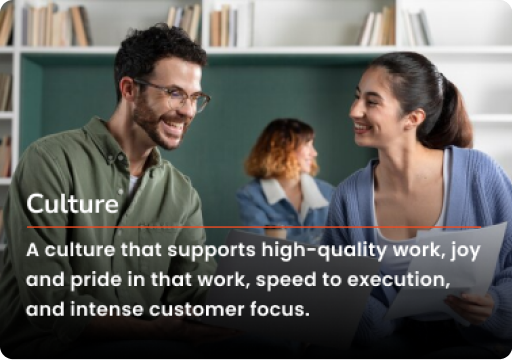 Culture
A culture that supports high-quality work, joy
and pride in that work, speed to execution,
and intense customer focus.